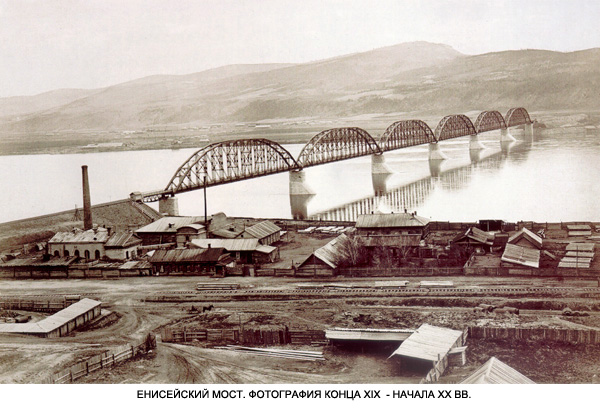 ЕНИСЕЙСКИЙ МОСТ. ФОТОГРАФИЯ КОНЦА XIX - НАЧАЛА XX ВВ.